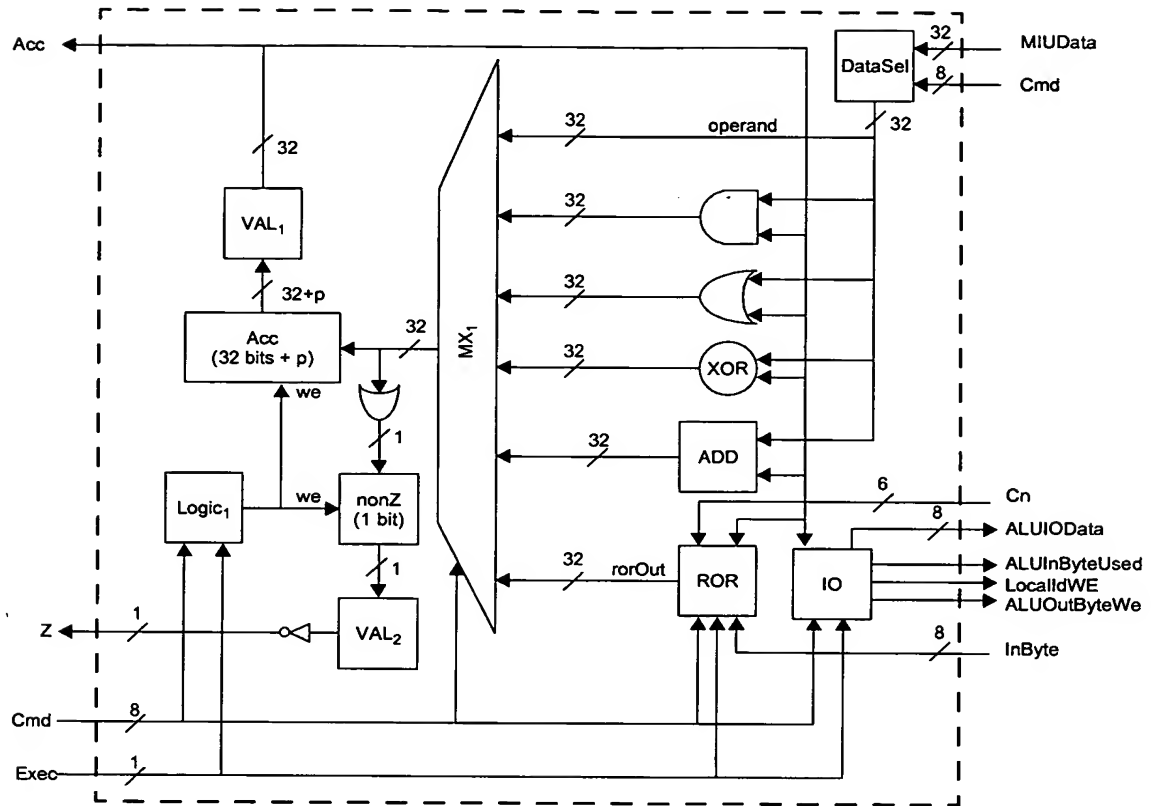 Acc
32
MIUData
DataSel
8
Cmd
32
32
operand
32
32
VAL₁
32+p
32
Acc
(32 bits + p)
32
MX₁
32
XOR
we
1
32
ADD
Logic₁
we
nonZ
(1 bit)
6
Cn
8
ALUIOData
1
32
rorOut
ROR
IO
ALUInByteUsed
LocalIdWE
ALUOutByteWe
Z
1
VAL₂
8
InByte
Cmd
8
Exec
1